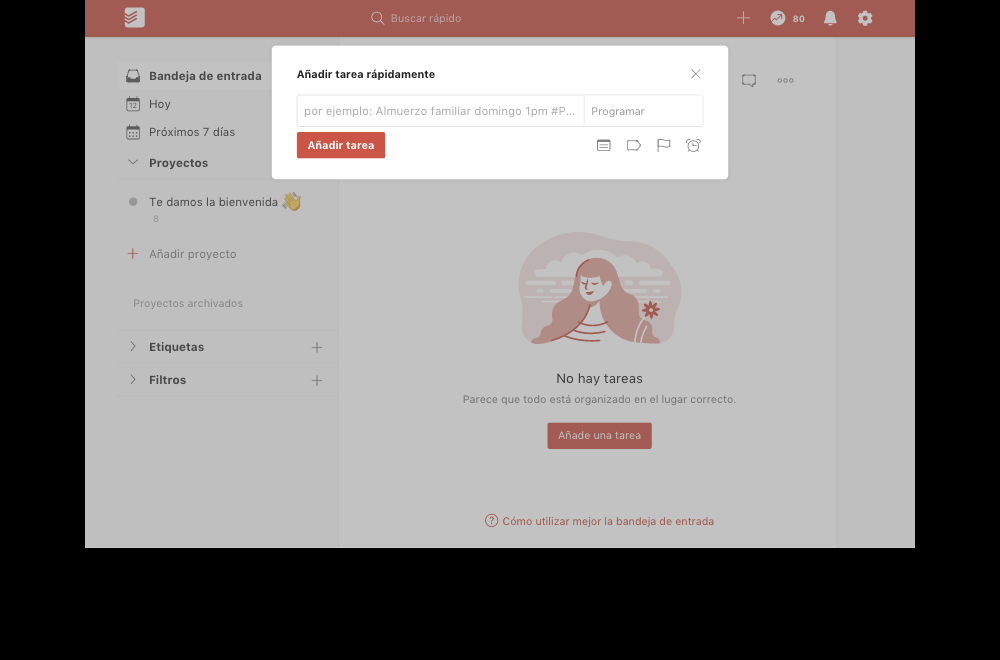 Buscar rápido
80
Añadir tarea rápidamente
por ejemplo: Almuerzo familiar domingo 1pm #P...
Programar
Añadir tarea
Bandeja de entrada
12
Hoy
Próximos 7 días
Proyectos
Te damos la bienvenida 👋
8
Añadir proyecto
Proyectos archivados
Etiquetas
Filtros
No hay tareas
Parece que todo está organizado en el lugar correcto.
Añade una tarea
Cómo utilizar mejor la bandeja de entrada